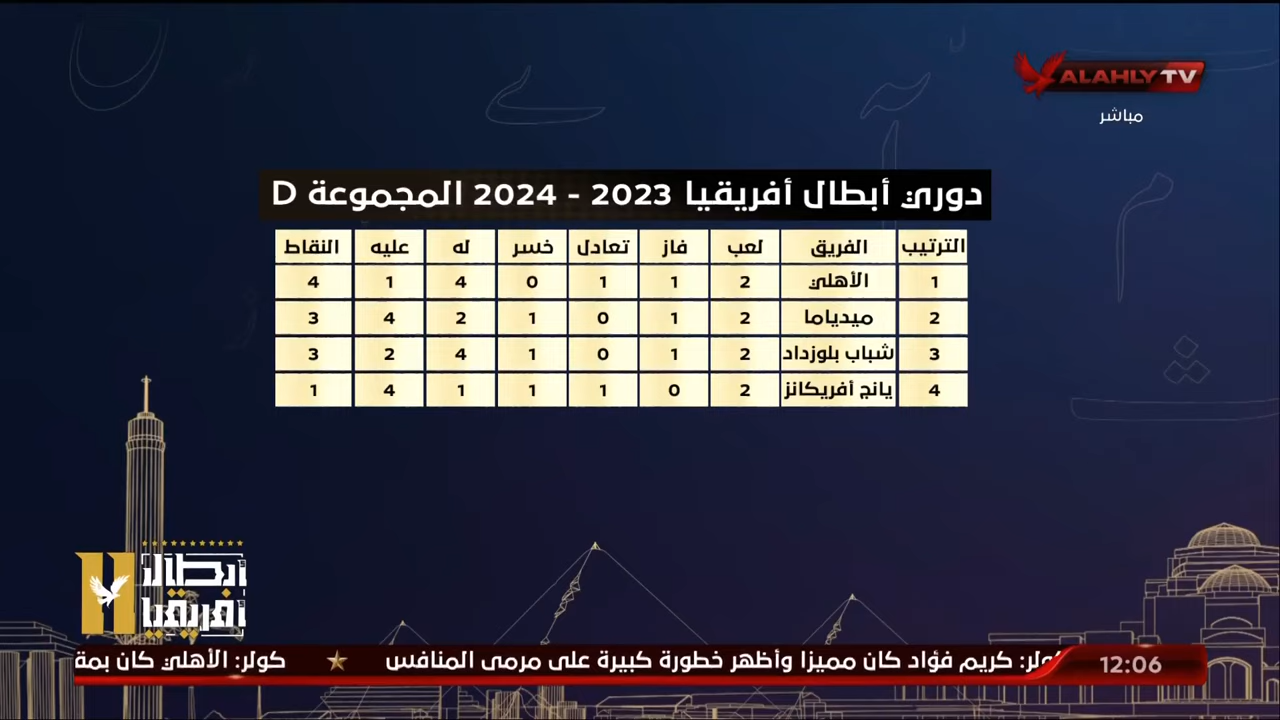 ALAHLY TV
مباشر
دوري أبطال أفريقيا 2023 - 2024 المجموعة D
الترتيب الفريق لعب فاز تعادل خسر له عليه النقاط
1 الأهلي 2 1 1 0 4 1 4
2 ميدياما 2 1 0 1 2 4 3
3 شباب بلوزداد 2 1 0 1 4 2 3
4 يانج أفريكانز 2 0 1 1 1 4 1
11 أبطال
أفريقيا
12:06 كولر: كريم فؤاد كان مميزا وأظهر خطورة كبيرة على مرمى المنافس ★ كولر: الأهلي كان